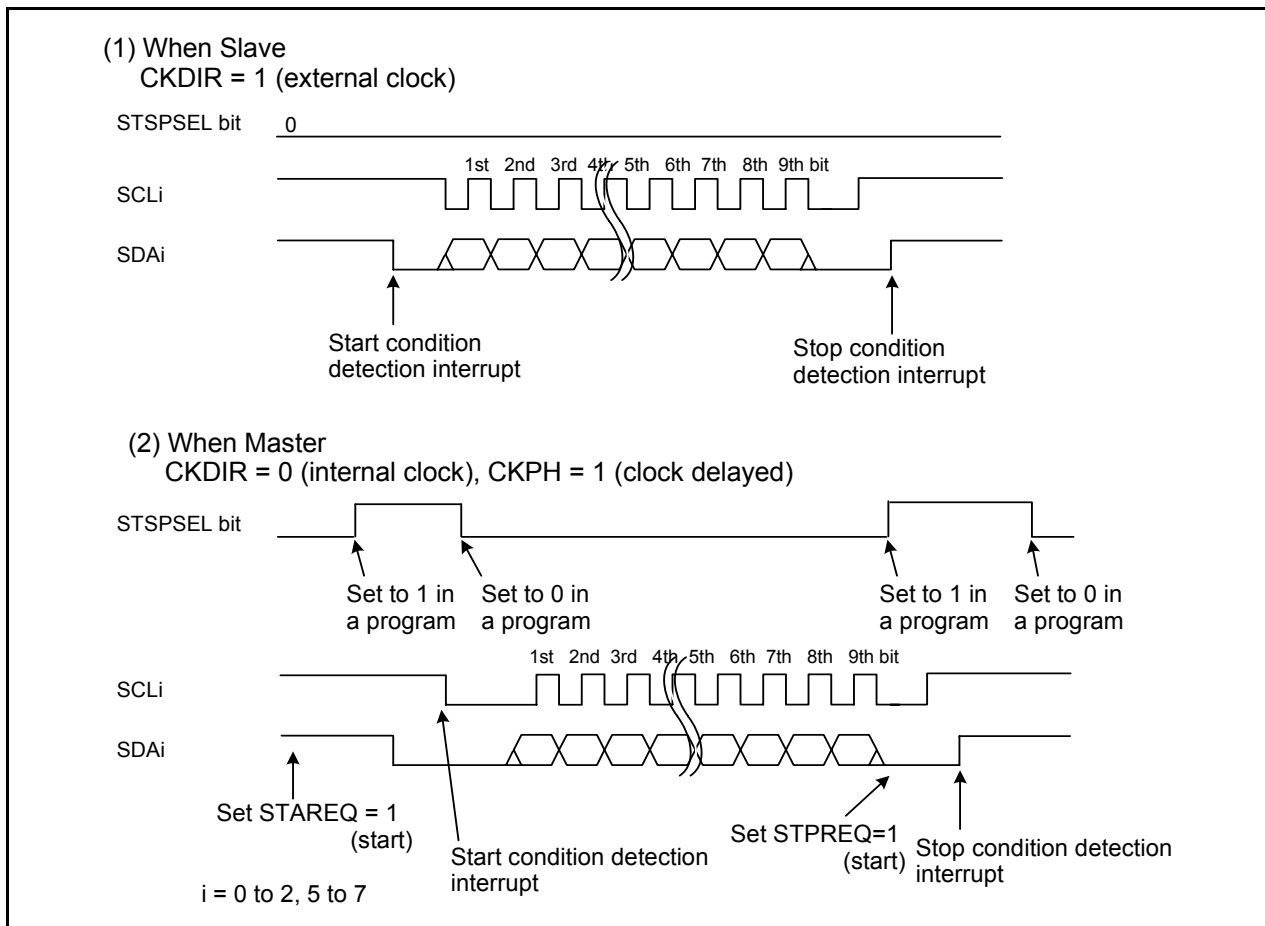 (1) When Slave
CKDIR = 1 (external clock)
STSPSEL bit
0
1st 2nd 3rd 4th 5th 6th 7th 8th 9th bit
SCLi
SDAi
Start condition
detection interrupt
Stop condition
detection interrupt
(2) When Master
CKDIR = 0 (internal clock), CKPH = 1 (clock delayed)
STSPSEL bit
Set to 1 in
a program
Set to 0 in
a program
Set to 1 in
a program
Set to 0 in
a program
1st 2nd 3rd 4th 5th 6th 7th 8th 9th bit
SCLi
SDAi
Set STAREQ = 1
(start)
Start condition detection
interrupt
Set STPREQ=1
(start)
Stop condition detection
interrupt
i = 0 to 2, 5 to 7